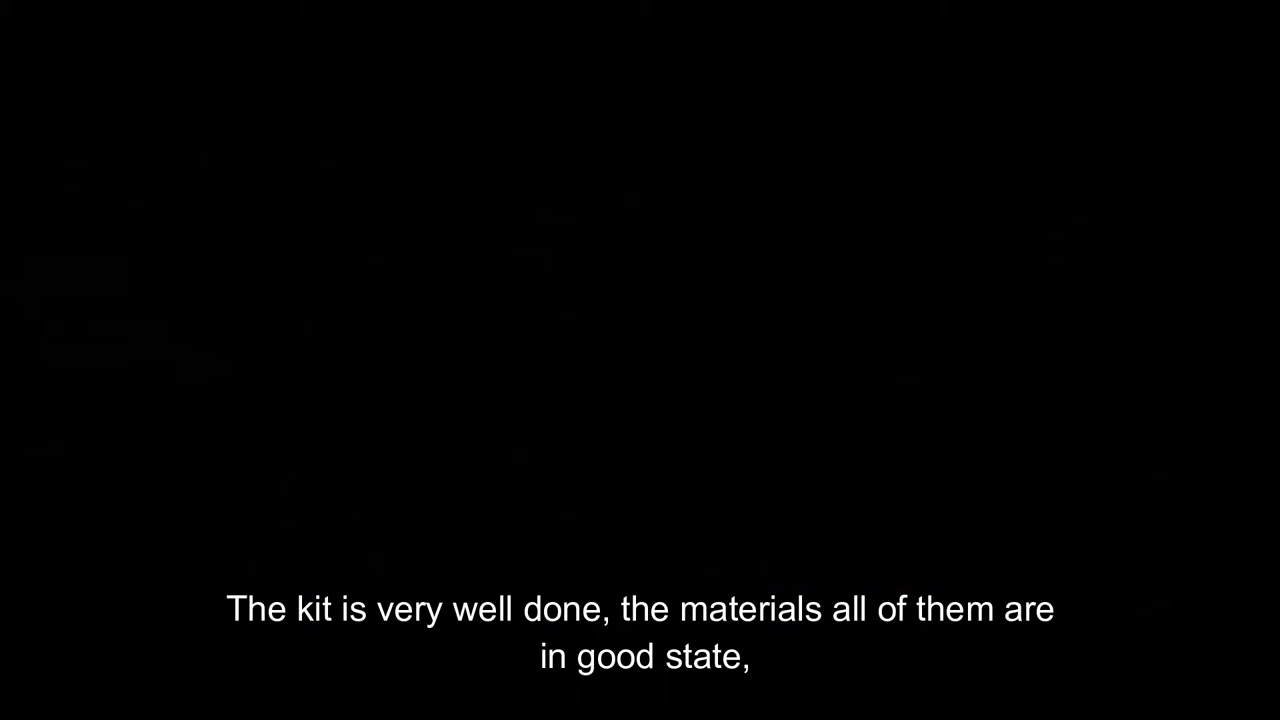 The kit is very well done, the materials all of them are
in good state,